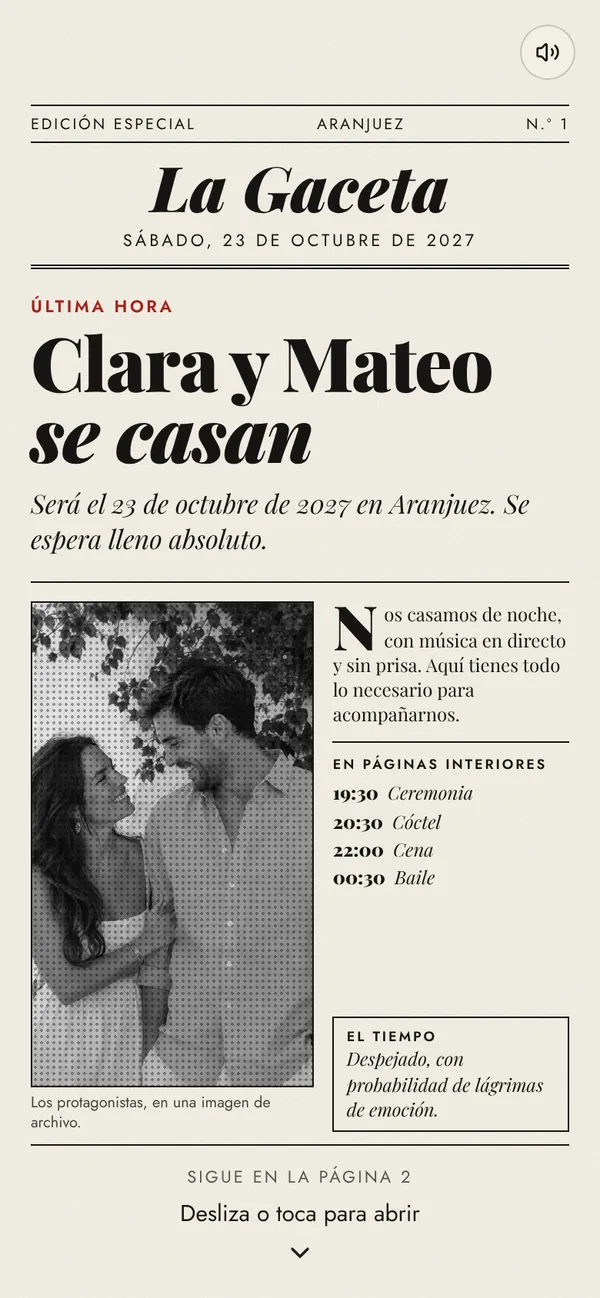 EDICIÓN ESPECIAL ARANJUEZ N.º 1
La Gaceta
SÁBADO, 23 DE OCTUBRE DE 2027
ÚLTIMA HORA
Clara y Mateo
se casan
Será el 23 de octubre de 2027 en Aranjuez. Se
espera lleno absoluto.
Nos casamos de noche,
con música en directo
y sin prisa. Aquí tienes todo
lo necesario para
acompañarnos.
EN PÁGINAS INTERIORES
19:30 Ceremonia
20:30 Cóctel
22:00 Cena
00:30 Baile
EL TIEMPO
Despejado, con
probabilidad de lágrimas
de emoción.
Los protagonistas, en una imagen de
archivo.
SIGUE EN LA PÁGINA 2
Desliza o toca para abrir